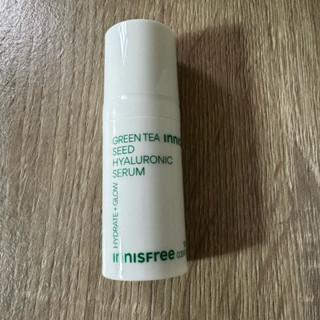 GREEN TEA
SEED
HYALURONIC
SERUM
HYDRATE + GLOW
innisfree